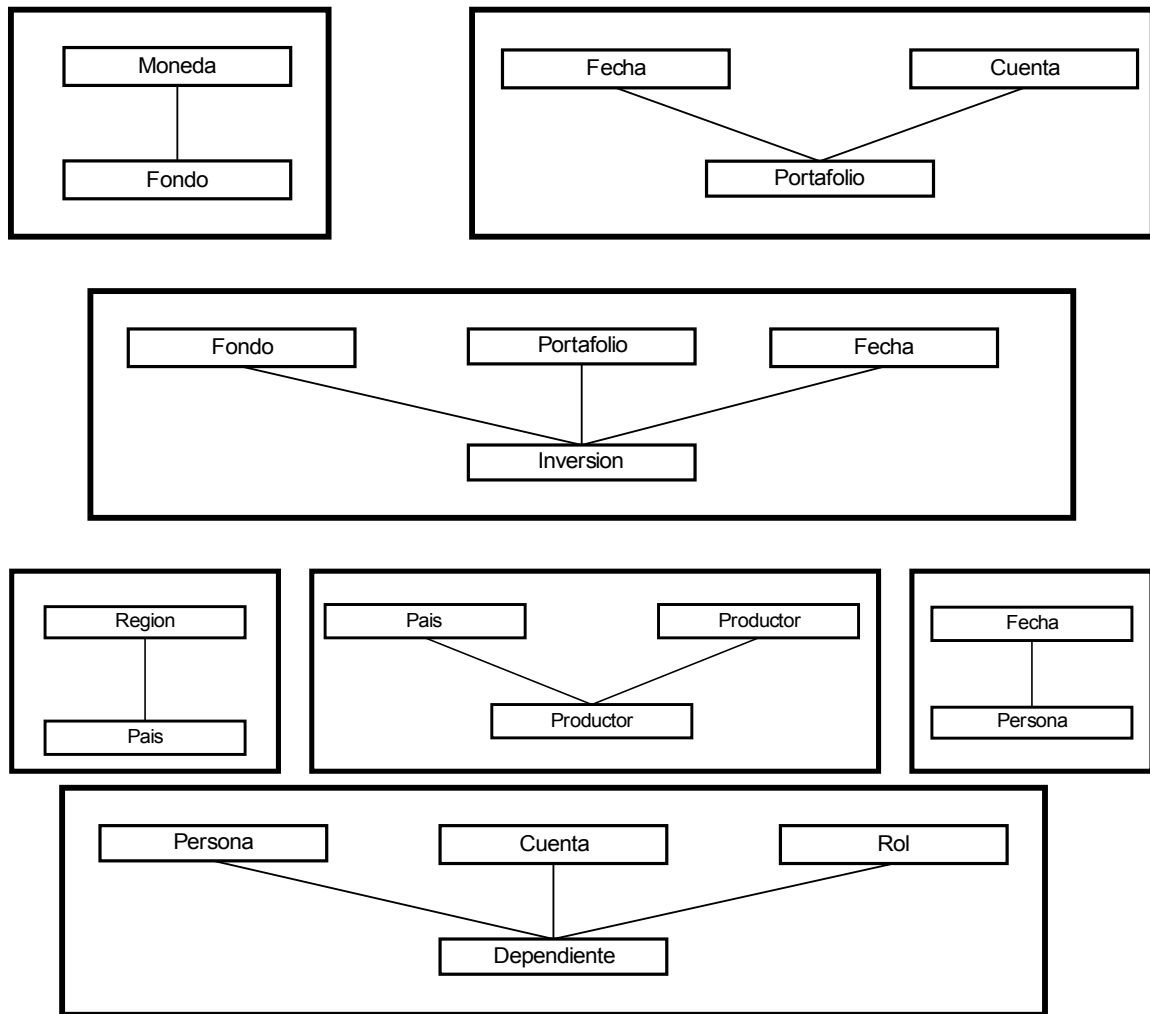 Moneda
Fondo
Fecha
Cuenta
Portafolio
Fondo
Portafolio
Fecha
Inversion
Region
Pais
Pais
Productor
Productor
Fecha
Persona
Persona
Cuenta
Rol
Dependiente